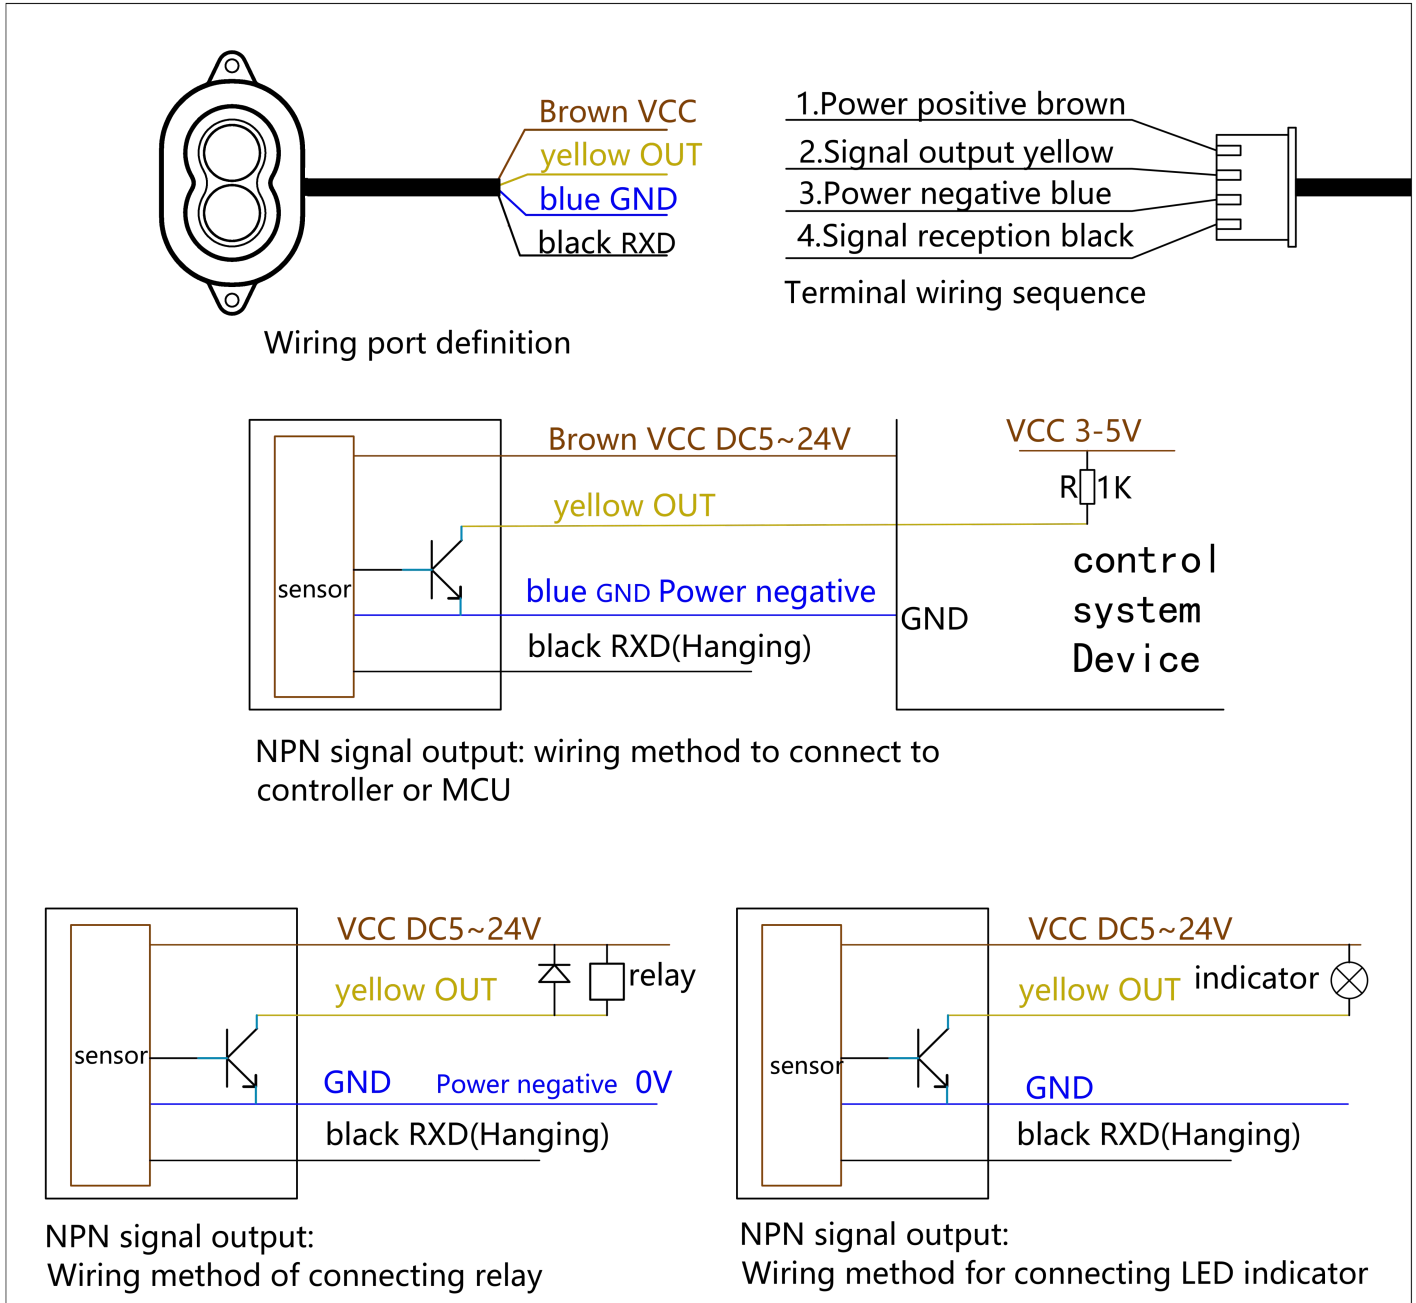 Brown VCC
yellow OUT
blue GND
black RXD
Wiring port definition
1.Power positive brown
2.Signal output yellow
3.Power negative blue
4.Signal reception black
Terminal wiring sequence
Brown VCC DC5~24V
yellow OUT
sensor
blue GND Power negative
black RXD(Hanging)
VCC 3-5V
R 1K
GND
control
system
Device
NPN signal output: wiring method to connect to
controller or MCU
VCC DC5~24V
yellow OUT
relay
sensor
GND Power negative 0V
black RXD(Hanging)
NPN signal output:
Wiring method of connecting relay
VCC DC5~24V
yellow OUT
indicator
sensor
GND
black RXD(Hanging)
NPN signal output:
Wiring method for connecting LED indicator